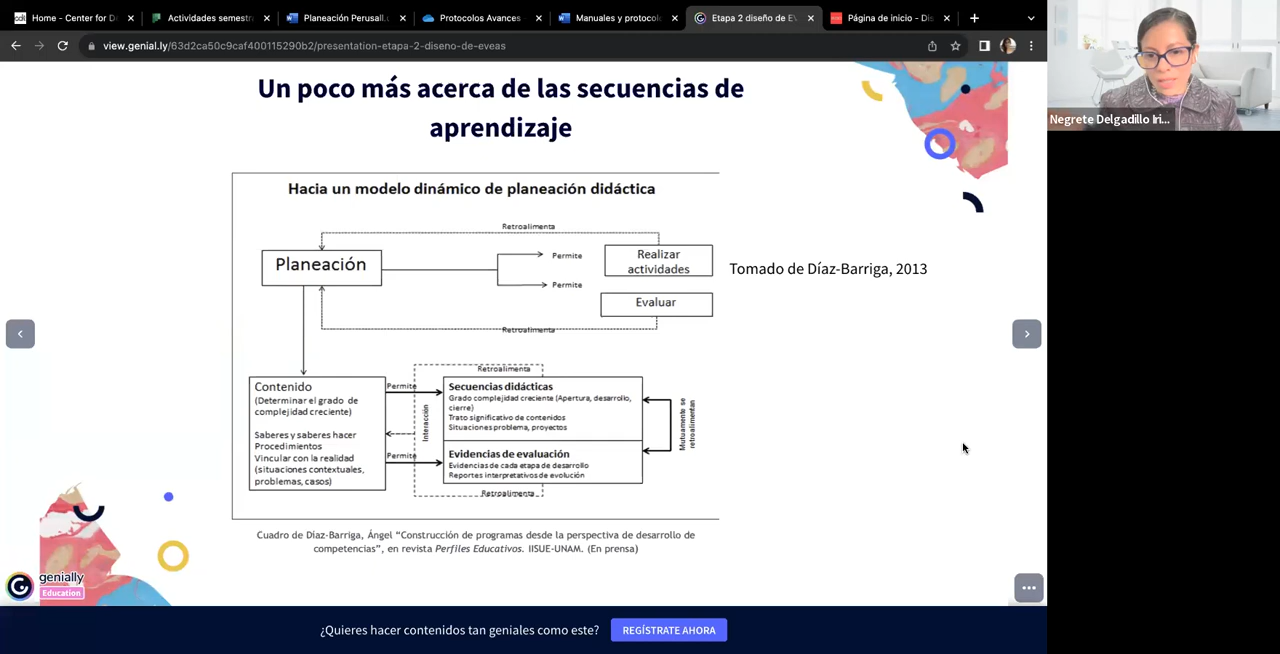 Home - Center for D
Actividades semestr
Planeación Perusall.
Protocolos Avances -
Manuales y protocol
Etapa 2 diseño de EV
Página de inicio - Dis
view.genial.ly/63d2ca50c9caf400115290b2/presentation-etapa-2-diseno-de-eveas
Negrete Delgadillo Iri...
Un poco más acerca de las secuencias de
aprendizaje
Hacia un modelo dinámico de planeación didáctica
Retroalimenta
Planeación
Permite
Permite
Realizar
actividades
Evaluar
Retroalimenta
Tomado de Díaz-Barriga, 2013
Contenido
(Determinar el grado de
complejidad creciente)
Saberes y saberes hacer
Procedimientos
Vincular con la realidad
(situaciones contextuales,
problemas, casos)
Permite
Permite
Interacción
Retroalimenta
Secuencias didácticas
Grado complejidad creciente (Apertura, desarrollo,
cierre)
Trato significativo de contenidos
Situaciones problema, proyectos
Evidencias de evaluación
Evidencias de cada etapa de desarrollo
Reportes interpretativos de evolución
Retroalimenta
Mutuamente se
retroalimentan
Cuadro de Díaz-Barriga, Ángel "Construcción de programas desde la perspectiva de desarrollo de
competencias", en revista Perfiles Educativos. IISUE-UNAM. (En prensa)
genially
Education
¿Quieres hacer contenidos tan geniales como este?
REGÍSTRATE AHORA